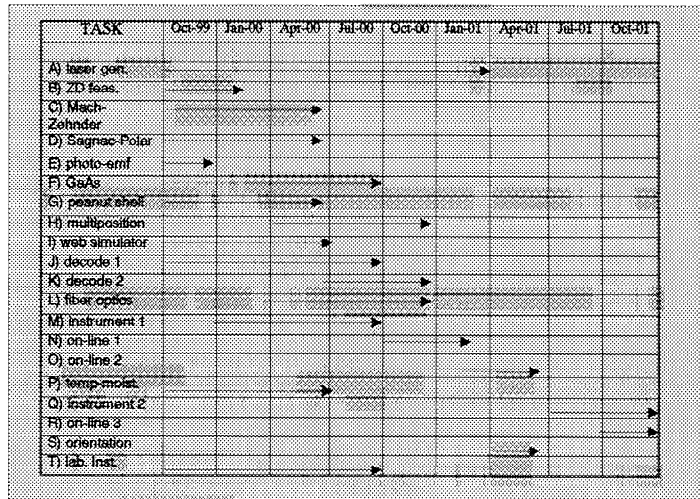 TASK Oct-99 Jan-00 Apr-00 Jul-00 Oct-00 Jan-01 Apr-01 Jul-01 Oct-01
A) laser gen.
B) ZD feas.
C) Mach-
Zehnder
D) Sagnac-Polar
E) photo-emf
F) GaAs
G) peanut shell
H) multiposition
I) web simulator
J) decode 1
K) decode 2
L) fiber optics
M) instrument 1
N) on-line 1
O) on-line 2
P) temp-moist.
Q) instrument 2
R) on-line 3
S) orientation
T) lab. inst.